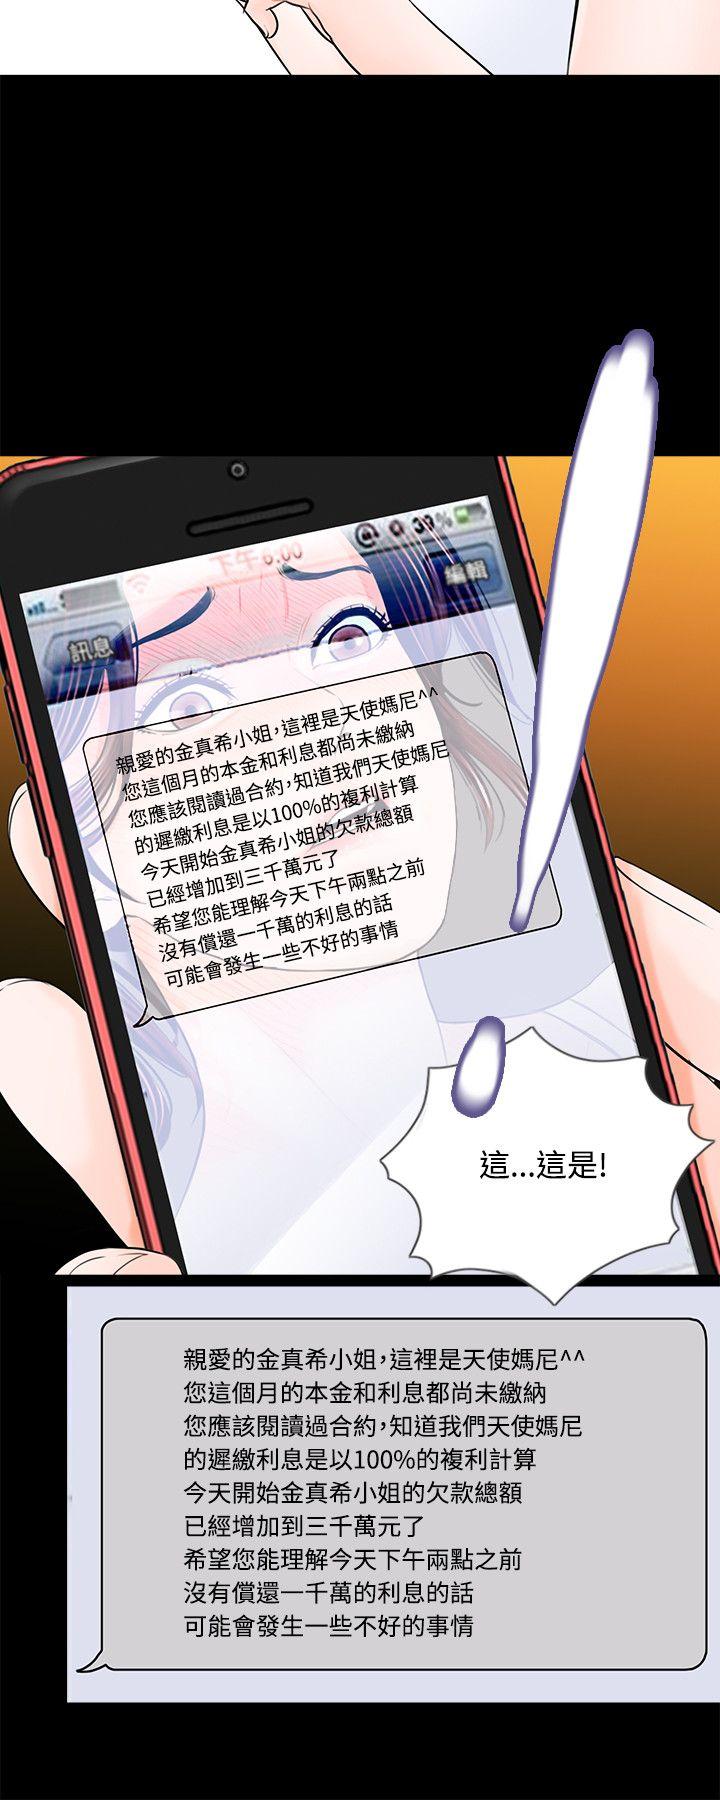 下午6:00
39%
訊息
編輯
親愛的金真希小姐,這裡是天使媽尼^^
您這個月的本金和利息都尚未繳納
您應該閱讀過合約,知道我們天使媽尼
的遲繳利息是以100%的複利計算
今天開始金真希小姐的欠款總額
已經增加到三千萬元了
希望您能理解今天下午兩點之前
沒有償還一千萬的利息的話
可能會發生一些不好的事情
這...這是!
親愛的金真希小姐,這裡是天使媽尼^^
您這個月的本金和利息都尚未繳納
您應該閱讀過合約,知道我們天使媽尼
的遲繳利息是以100%的複利計算
今天開始金真希小姐的欠款總額
已經增加到三千萬元了
希望您能理解今天下午兩點之前
沒有償還一千萬的利息的話
可能會發生一些不好的事情